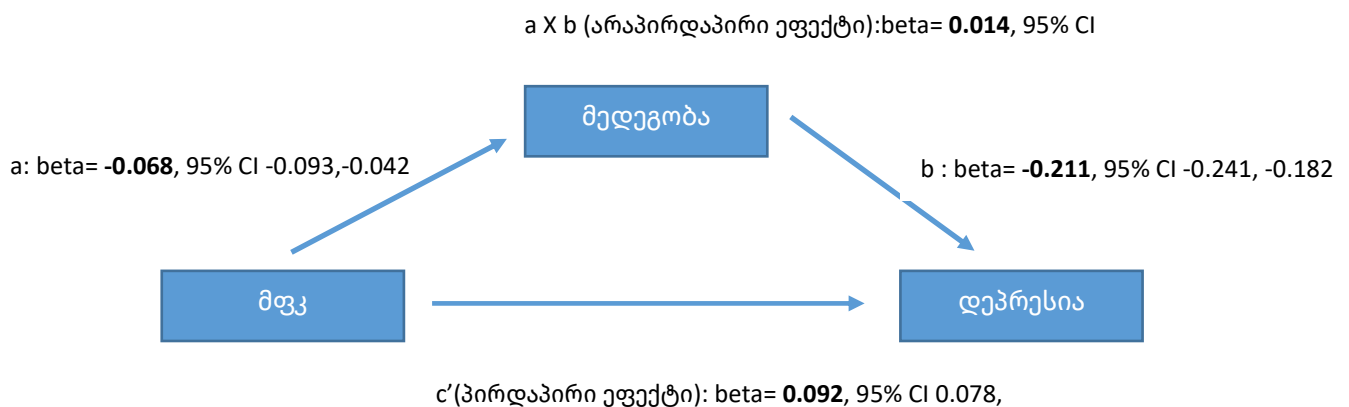 a X b (არაპირდაპირი ეფექტი):beta= 0.014, 95% CI
მედეგობა
a: beta= -0.068, 95% CI -0.093,-0.042
b : beta= -0.211, 95% CI -0.241, -0.182
მფკ
დეპრესია
c’(პირდაპირი ეფექტი): beta= 0.092, 95% CI 0.078,